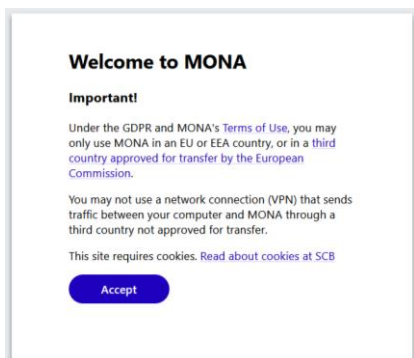 Welcome to MONA
Important!
Under the GDPR and MONA's Terms of Use, you may
only use MONA in an EU or EEA country, or in a third
country approved for transfer by the European
Commission.
You may not use a network connection (VPN) that sends
traffic between your computer and MONA through a
third country not approved for transfer.
This site requires cookies. Read about cookies at SCB
Accept